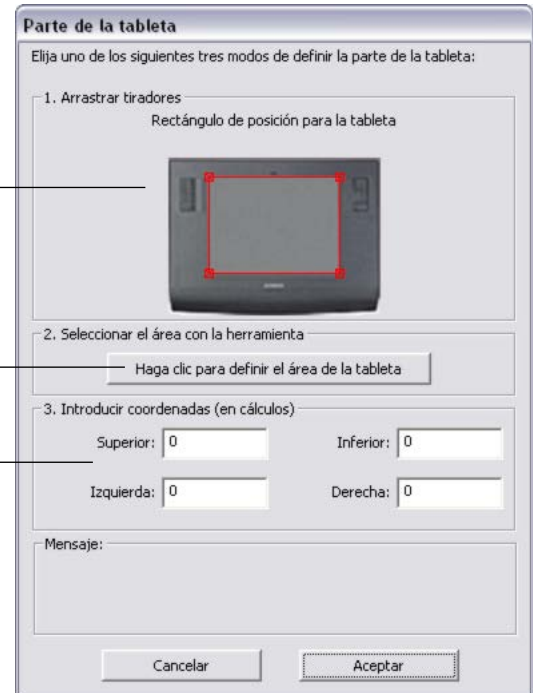 Parte de la tableta
Elija uno de los siguientes tres modos de definir la parte de la tableta:
1. Arrastrar tiradores
Rectángulo de posición para la tableta
2. Seleccionar el área con la herramienta
Haga clic para definir el área de la tableta
3. Introducir coordenadas (en cálculos)
Superior: 0 Inferior: 0
Izquierda: 0 Derecha: 0
Mensaje:
Cancelar Aceptar